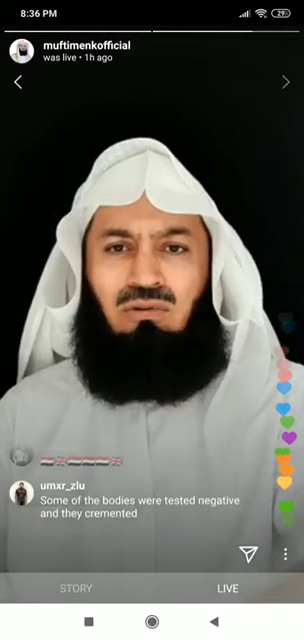 8:36 PM
29
muftimenkofficial
was live • 1h ago
umxr_zlu
Some of the bodies were tested negative
and they cremented
STORY
LIVE